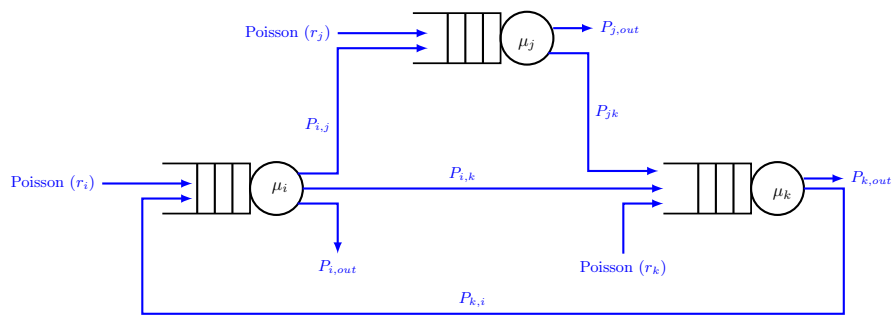 Poisson (r_j)
μ_j
P_{j,out}
P_{i,j}
P_{jk}
Poisson (r_i)
μ_i
P_{i,k}
μ_k
P_{k,out}
P_{i,out}
Poisson (r_k)
P_{k,i}